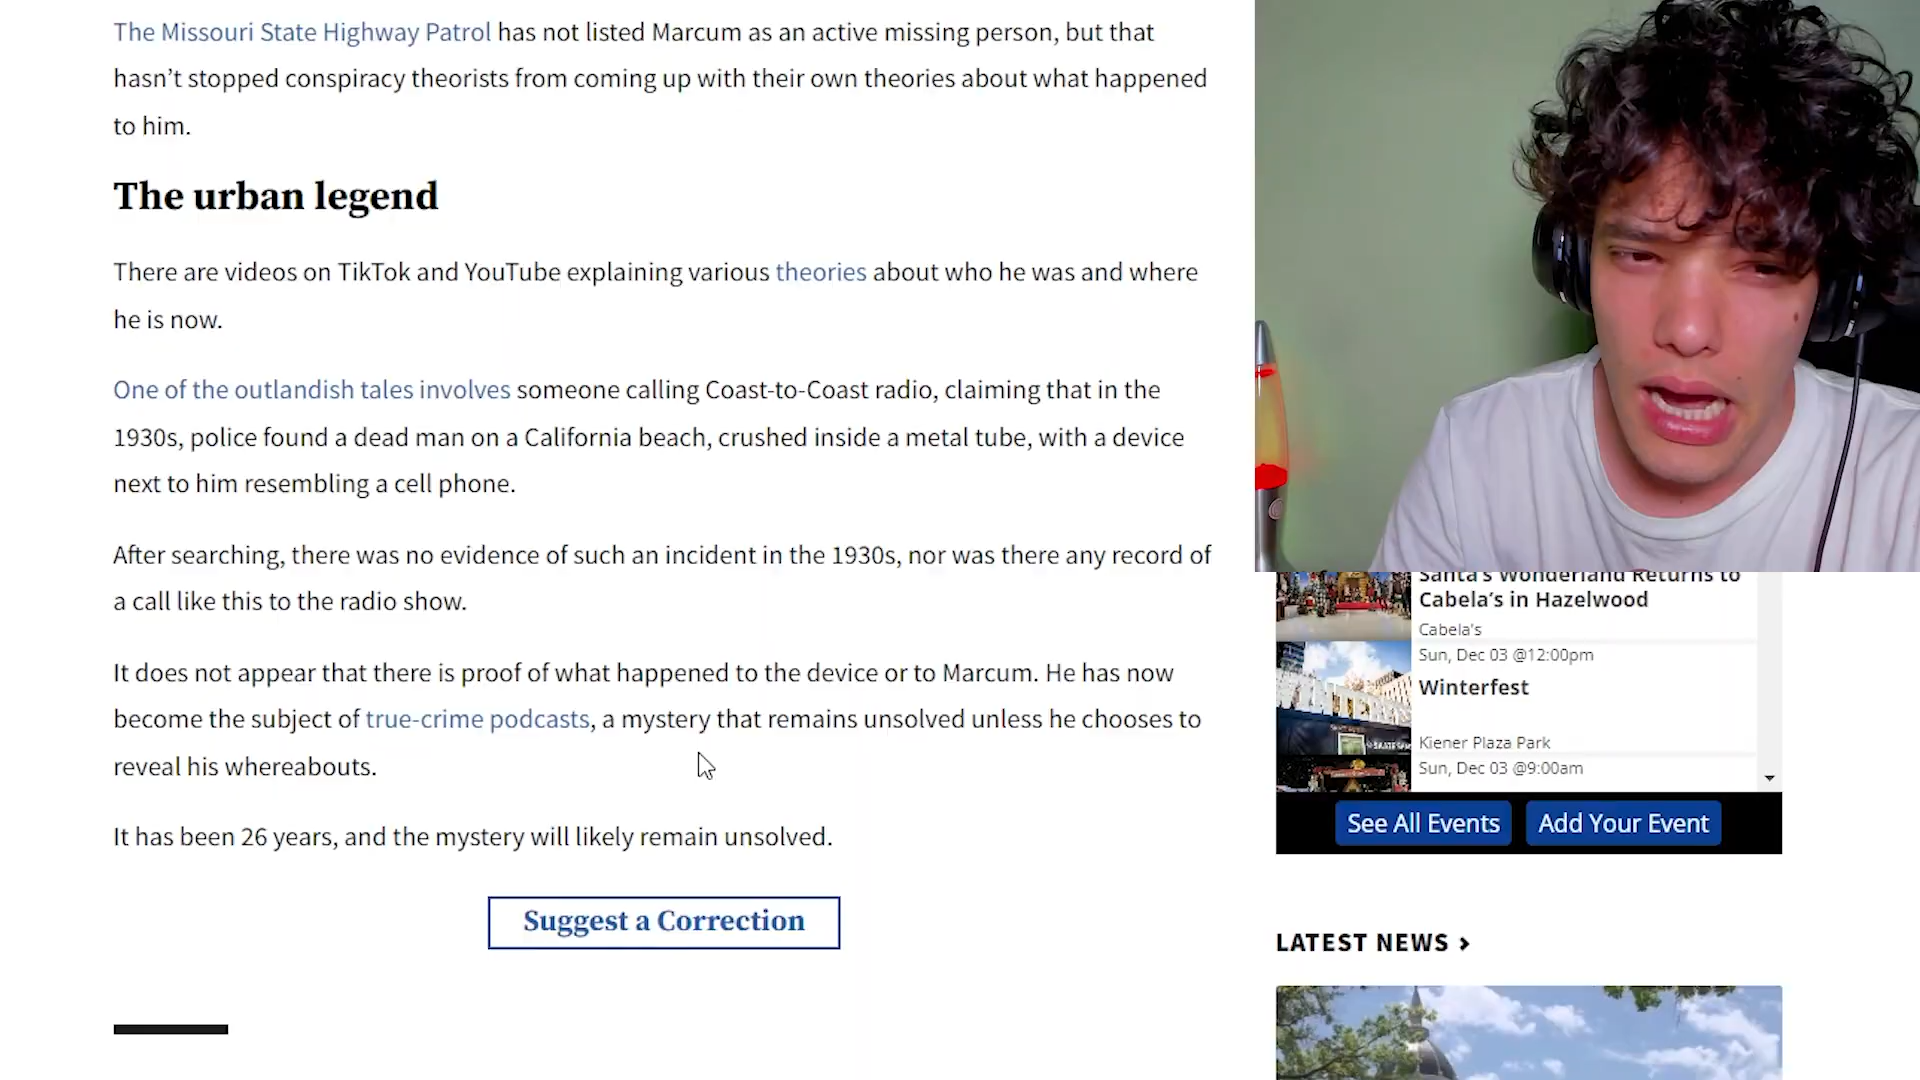 The Missouri State Highway Patrol has not listed Marcum as an active missing person, but that
hasn’t stopped conspiracy theorists from coming up with their own theories about what happened
to him.
The urban legend
There are videos on TikTok and YouTube explaining various theories about who he was and where
he is now.
One of the outlandish tales involves someone calling Coast-to-Coast radio, claiming that in the
1930s, police found a dead man on a California beach, crushed inside a metal tube, with a device
next to him resembling a cell phone.
After searching, there was no evidence of such an incident in the 1930s, nor was there any record of
a call like this to the radio show.
It does not appear that there is proof of what happened to the device or to Marcum. He has now
become the subject of true-crime podcasts, a mystery that remains unsolved unless he chooses to
reveal his whereabouts.
It has been 26 years, and the mystery will likely remain unsolved.
Suggest a Correction
Santa's Wonderland Returns to
Cabela’s in Hazelwood
Cabela's
Sun, Dec 03 @12:00pm
Winterfest
Kiener Plaza Park
Sun, Dec 03 @9:00am
See All Events
Add Your Event
LATEST NEWS ›